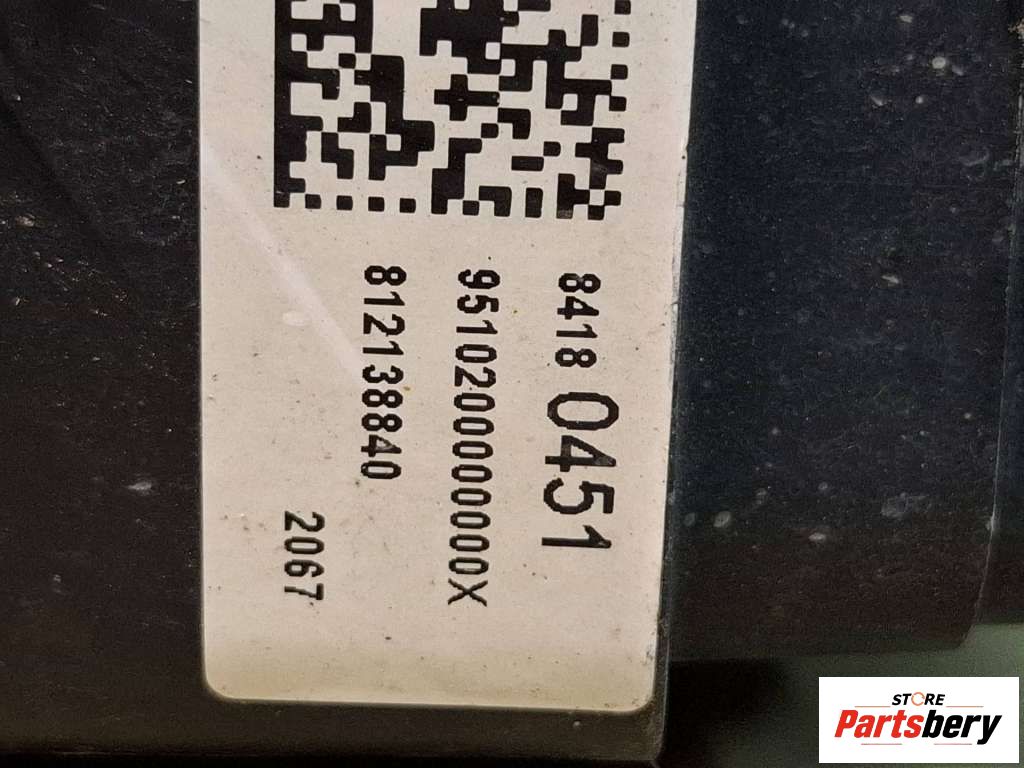 8418 0451
95102000000000X
812138840
2067
STORE
Partsbery